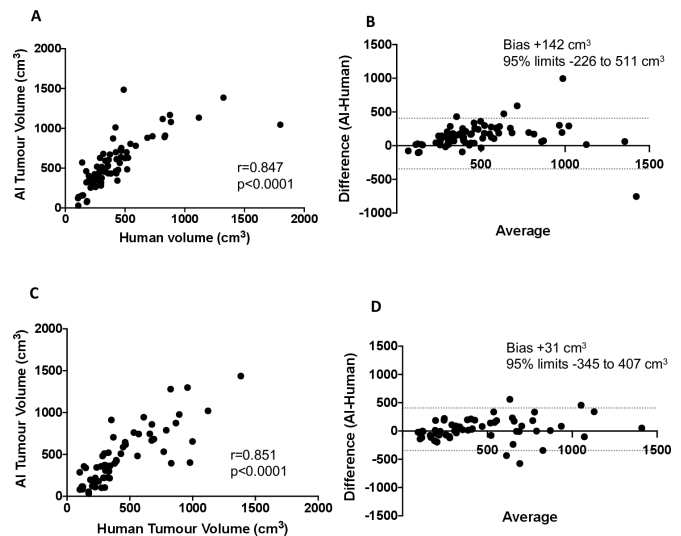 A
AI Tumour Volume (cm³)
2000
1500
1000
500
0
0 500 1000 1500 2000
r=0.847
p<0.0001
Human volume (cm³)
B
Difference (AI-Human)
1500
1000
500
0
-500
-1000
500 1000 1500
Bias +142 cm³
95% limits -226 to 511 cm³
Average
C
AI Tumour Volume (cm³)
2000
1500
1000
500
0
0 500 1000 1500 2000
r=0.851
p<0.0001
Human Tumour Volume (cm³)
D
Difference (AI-Human)
1500
1000
500
0
-500
-1000
-1500
500 1000 1500
Bias +31 cm³
95% limits -345 to 407 cm³
Average